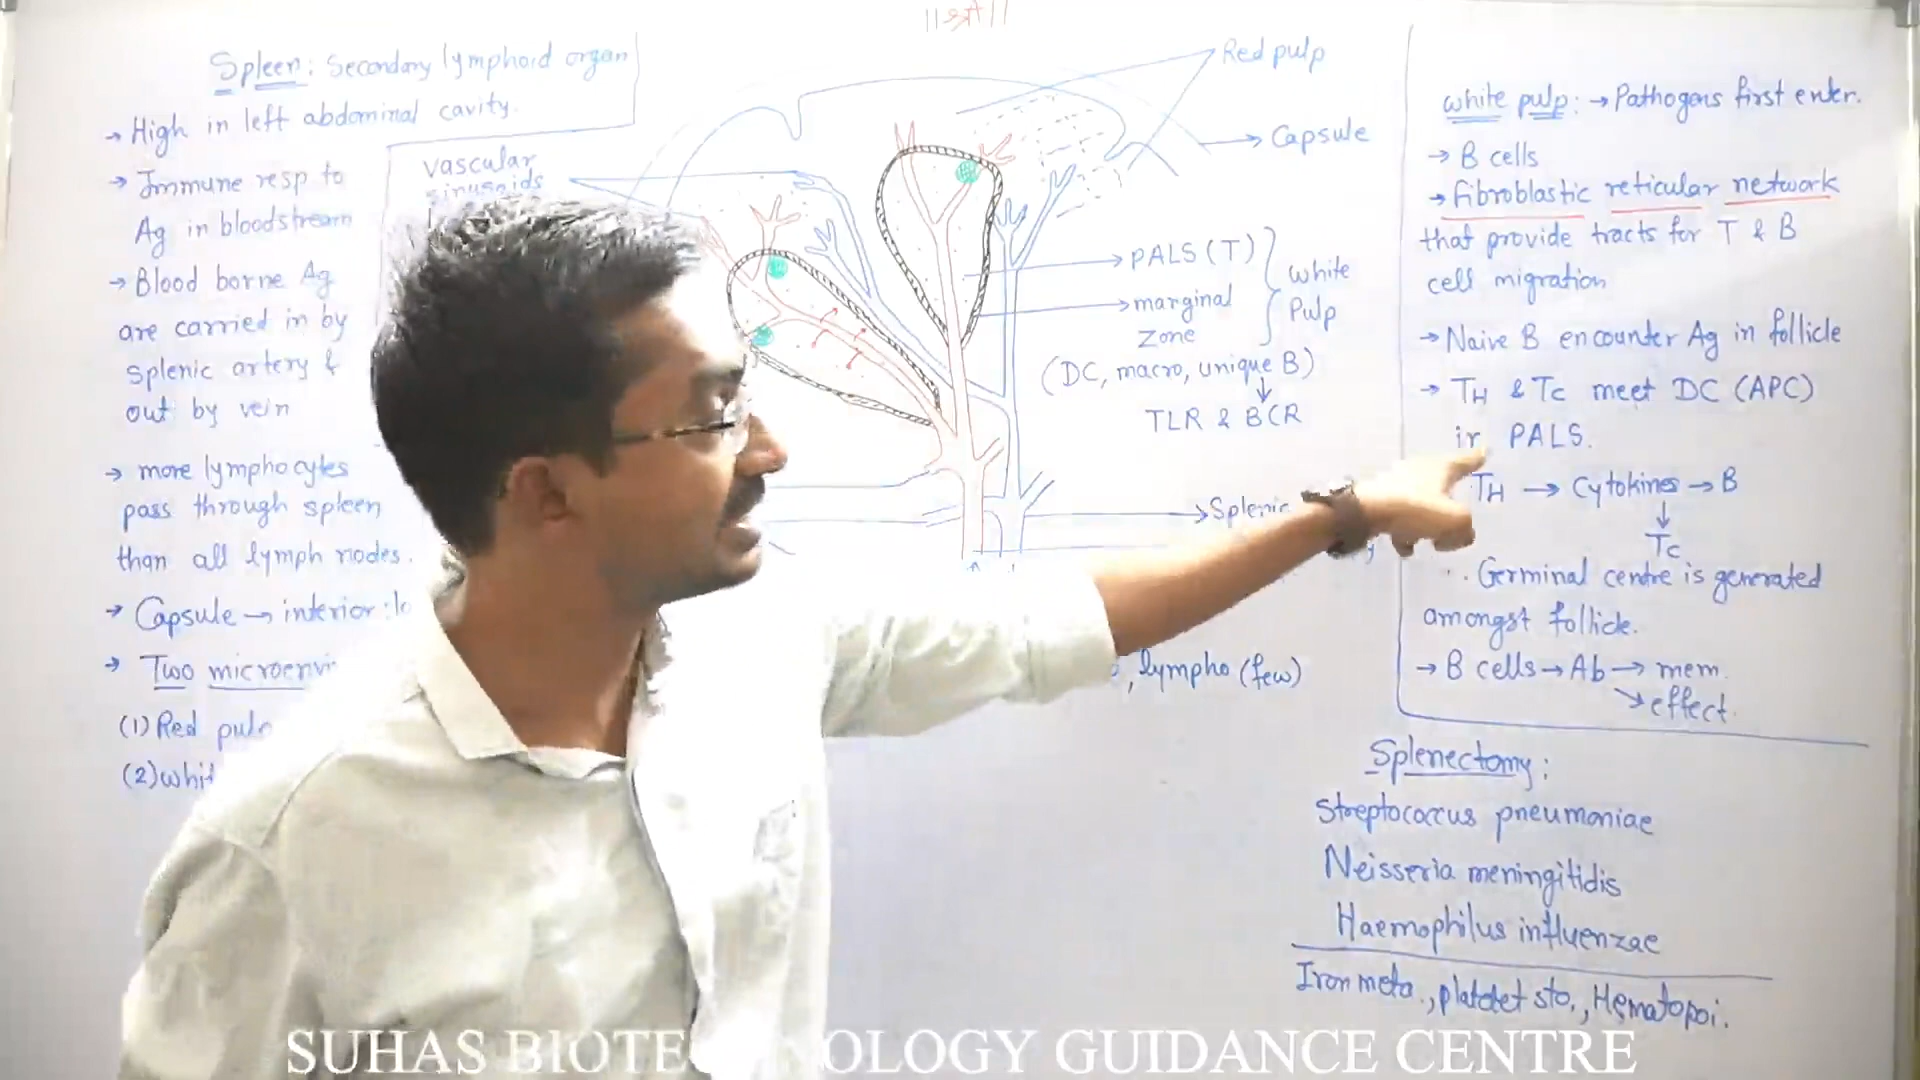 ||श्री||
Spleen: Secondary lymphoid organ
→ High in left abdominal cavity.
→ Immune resp to
Ag in bloodstream
→ Blood borne Ag
are carried in by
splenic artery &
out by vein
→ more lymphocytes
pass through spleen
than all lymph nodes.
→ Capsule → interior:
→ Two
(1) Red pulp
(2)
vascular
sinusoids
Red pulp
→ Capsule
→ PALS (T)
→ marginal
zone
white
Pulp
(DC, macro, unique B)
↓
TLR & BCR
→ Splenic
, lympho (few)
white pulp: → Pathogens first enter.
→ B cells
→ fibroblastic reticular network
that provide tracts for T & B
cell migration
→ Naive B encounter Ag in follicle
→ TH & Tc meet DC (APC)
in PALS.
TH → Cytokines → B
↓
Tc
Germinal centre is generated
amongst follicle.
→ B cells → Ab → mem.
↘ effect.
Splenectomy:
Streptococcus pneumoniae
Neisseria meningitidis
Haemophilus influenzae
Iron meta., platelet sto., Hematopoi.
SUHAS BIOTE NOLOGY GUIDANCE CENTRE